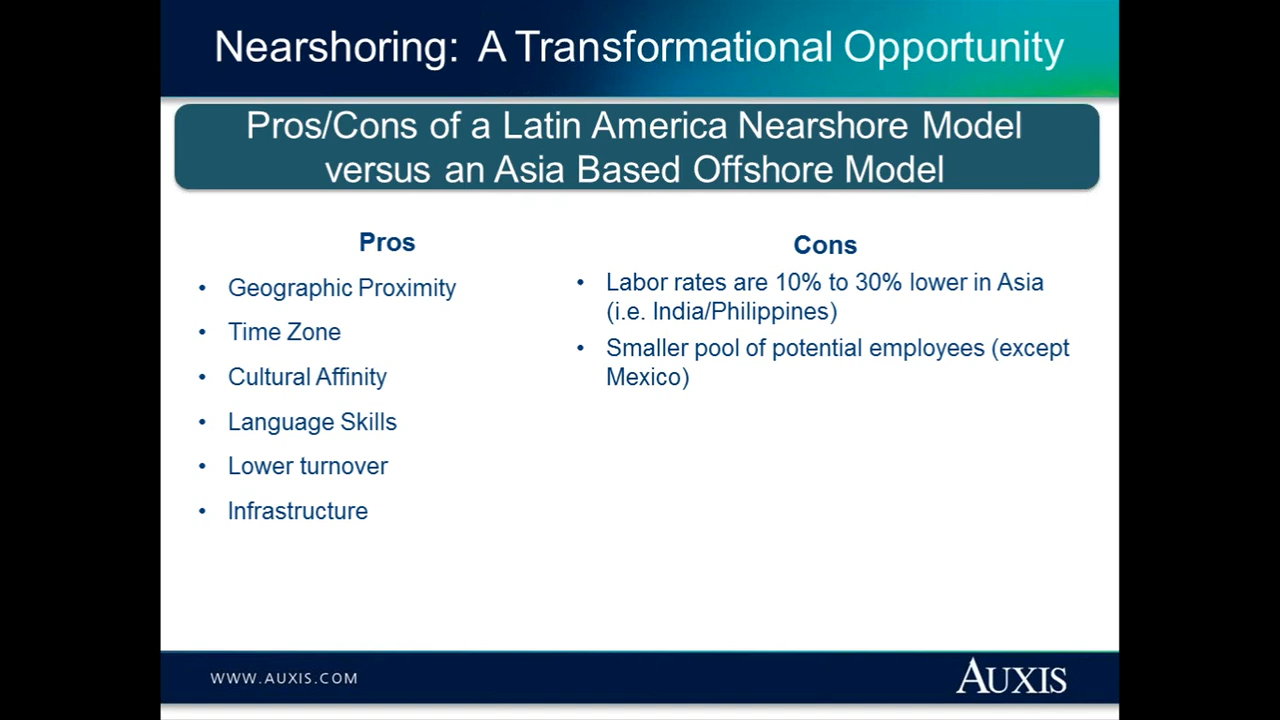 Nearshoring: A Transformational Opportunity
Pros/Cons of a Latin America Nearshore Model
versus an Asia Based Offshore Model
Pros
• Geographic Proximity
• Time Zone
• Cultural Affinity
• Language Skills
• Lower turnover
• Infrastructure
Cons
• Labor rates are 10% to 30% lower in Asia
(i.e. India/Philippines)
• Smaller pool of potential employees (except
Mexico)
WWW.AUXIS.COM
AUXIS